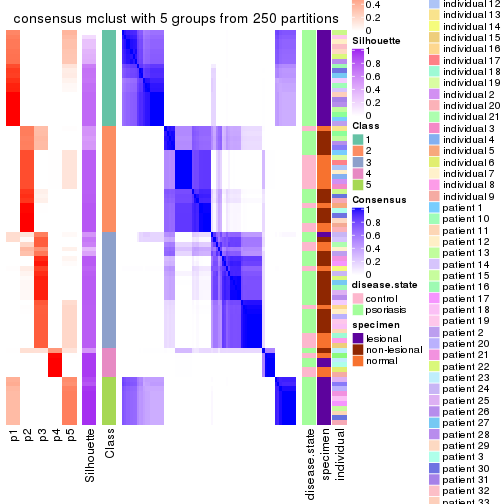 consensus mclust with 5 groups from 250 partitions
p1
p2
p3
p4
p5
Silhouette
Class
disease.state
specimen
individual
0.4
0.2
0
Silhouette
1
0.8
0.6
0.4
0.2
0
Class
1
2
3
4
5
Consensus
1
0.8
0.6
0.4
0.2
0
disease.state
control
psoriasis
specimen
lesional
non-lesional
normal
individual 12
individual 13
individual 14
individual 15
individual 16
individual 17
individual 18
individual 19
individual 2
individual 20
individual 21
individual 3
individual 4
individual 5
individual 6
individual 7
individual 8
individual 9
patient 1
patient 10
patient 11
patient 12
patient 13
patient 14
patient 15
patient 16
patient 17
patient 18
patient 19
patient 2
patient 20
patient 21
patient 22
patient 23
patient 24
patient 25
patient 26
patient 27
patient 28
patient 29
patient 3
patient 30
patient 31
patient 32
patient 33